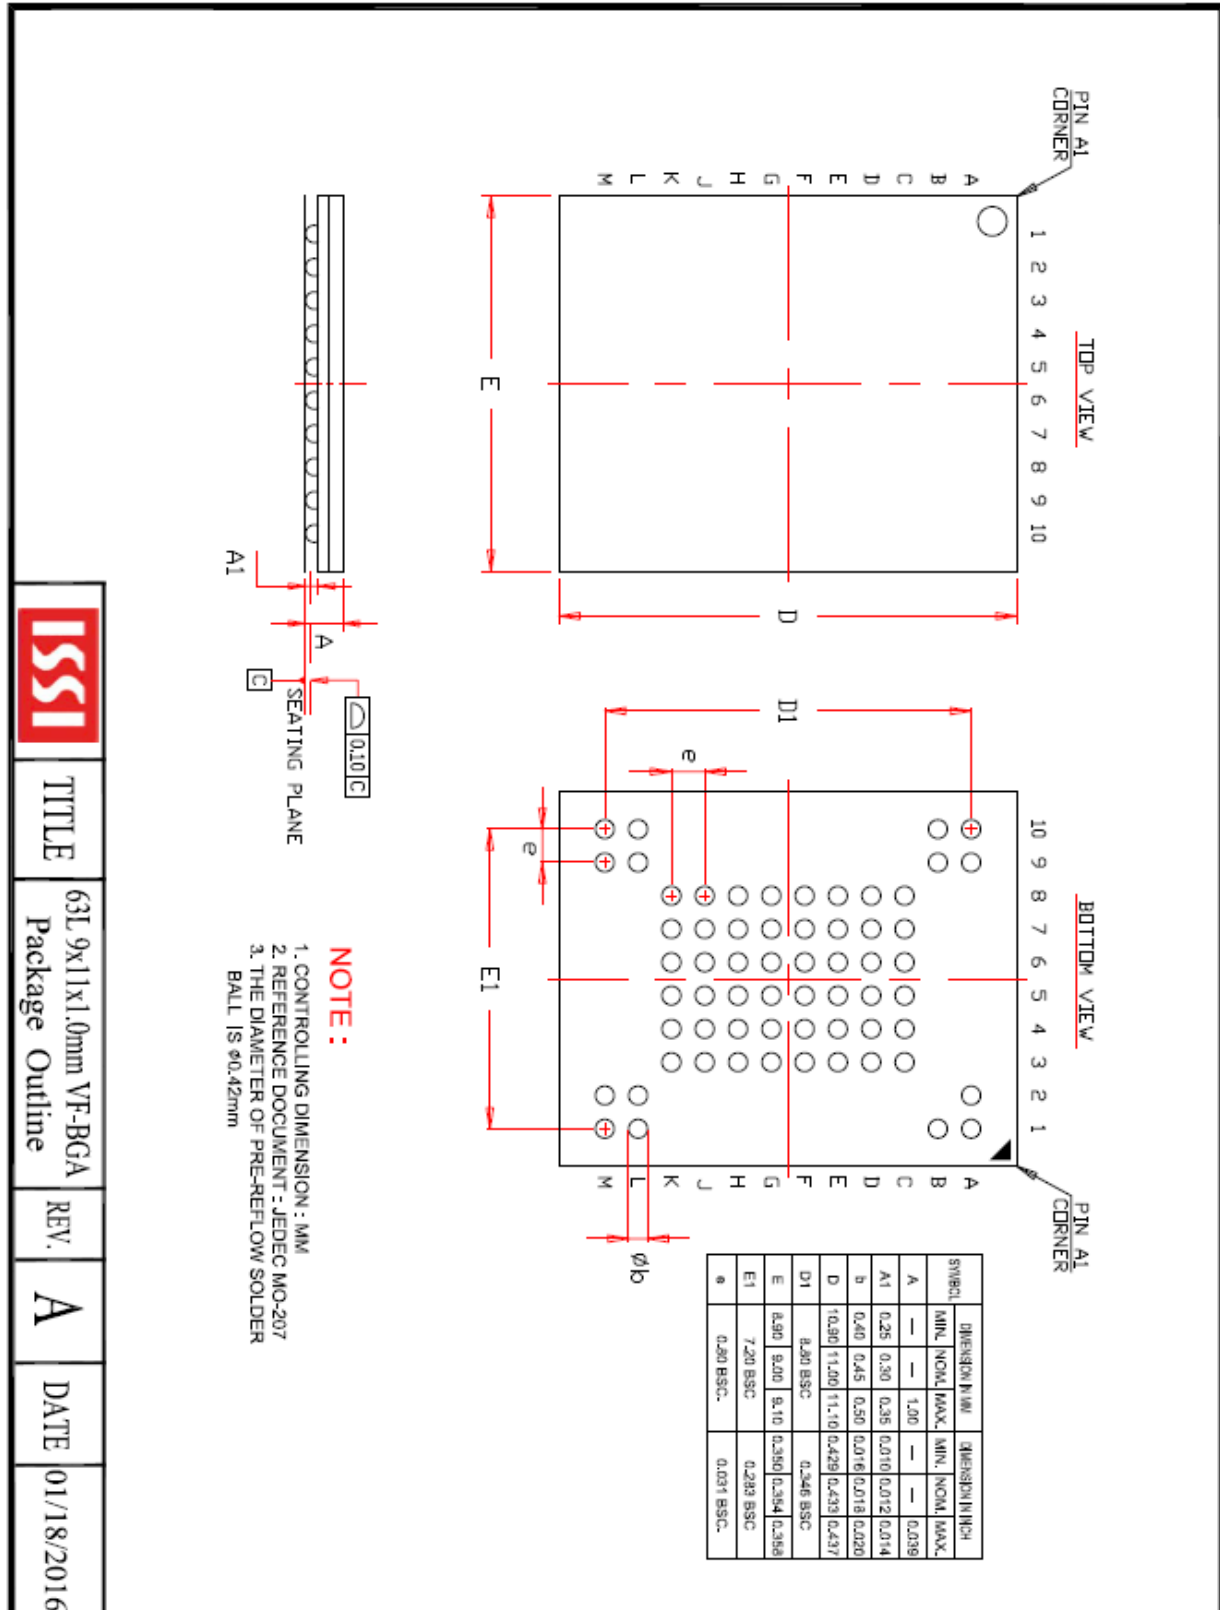 PIN A1
CORNER
TOP VIEW
1 2 3 4 5 6 7 8 9 10
A
B
C
D
E
F
G
H
J
K
L
M
D
E
A1
A
0.10 C
C
SEATING PLANE
BOTTOM VIEW
10 9 8 7 6 5 4 3 2 1
PIN A1
CORNER
A
B
C
D
E
F
G
H
J
K
L
M
D1
e
e
E1
Øb
SYMBOL DIMENSION IN MM DIMENSION IN INCH
MIN. NOM. MAX. MIN. NOM. MAX.
A — — 1.00 — — 0.039
A1 0.25 0.30 0.35 0.010 0.012 0.014
b 0.40 0.45 0.50 0.016 0.018 0.020
D 10.90 11.00 11.10 0.429 0.433 0.437
D1 8.80 BSC 0.346 BSC
E 8.90 9.00 9.10 0.350 0.354 0.358
E1 7.20 BSC 0.283 BSC
e 0.80 BSC. 0.031 BSC.
NOTE :
1. CONTROLLING DIMENSION : MM
2. REFERENCE DOCUMENT : JEDEC MO-207
3. THE DIAMETER OF PRE-REFLOW SOLDER
BALL IS Ø0.42mm
ISSI
TITLE
63L 9x11x1.0mm VF-BGA
Package Outline
REV.
A
DATE
01/18/2016